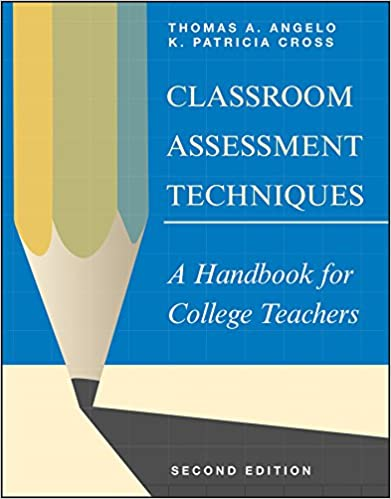 THOMAS A. ANGELO
K. PATRICIA CROSS
CLASSROOM
ASSESSMENT
TECHNIQUES
A Handbook for
College Teachers
SECOND EDITION